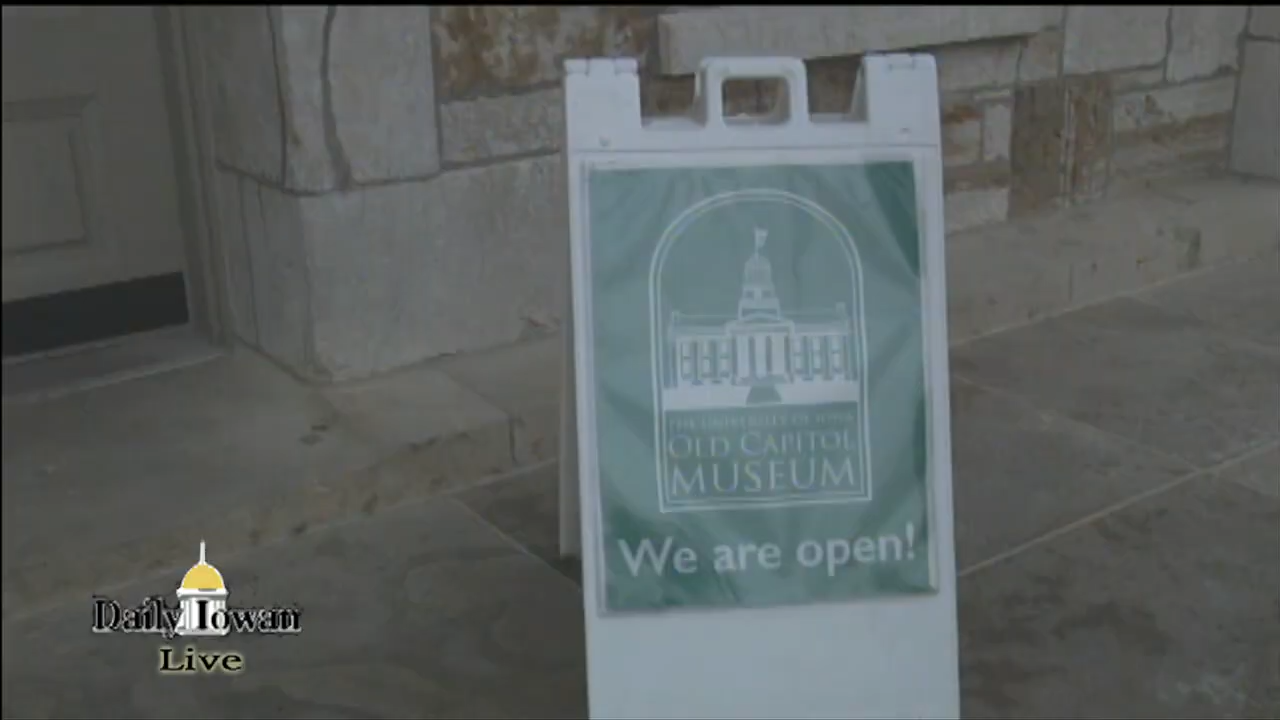 THE UNIVERSITY OF IOWA
OLD CAPITOL
MUSEUM
We are open!
Daily Iowan
Live